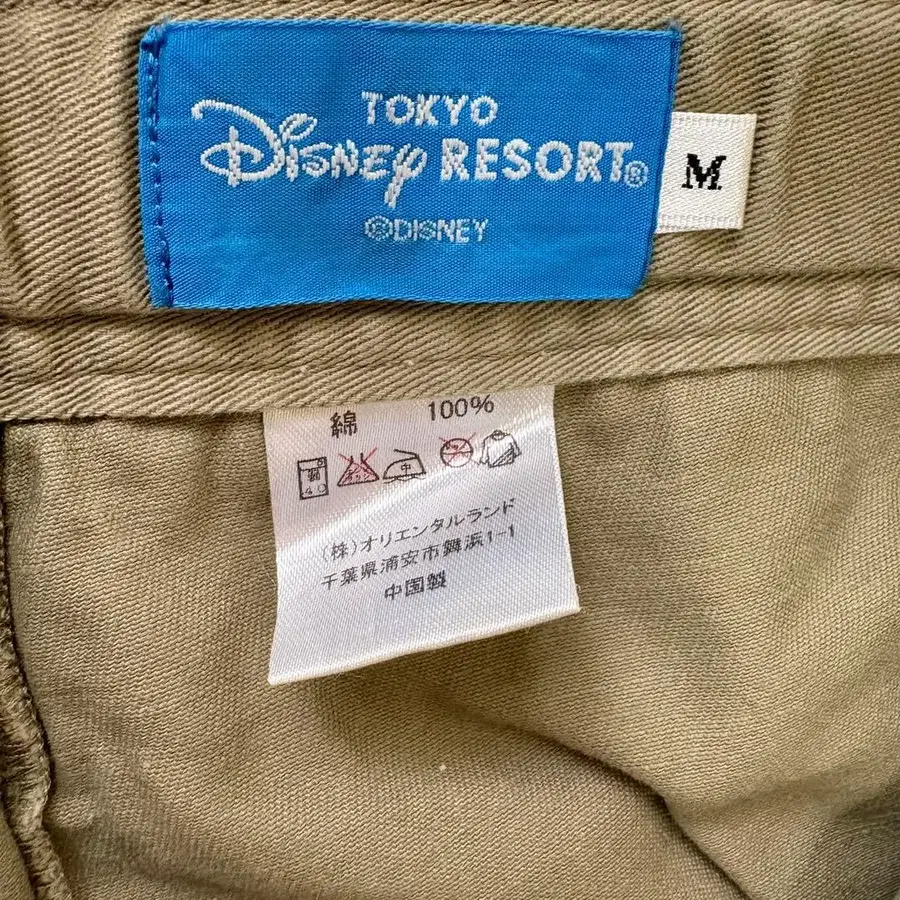 TOKYO
Disney RESORT®
©DISNEY
M
綿 100%
中
(株)オリエンタルランド
千葉県浦安市舞浜1-1
中国製